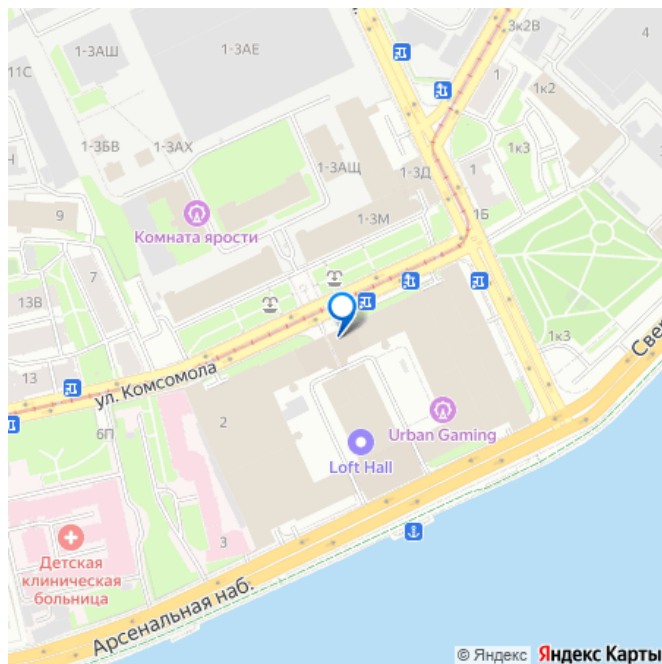 3к2В
4
1-3АШ
1-3АЕ
11С
1
1к2
1-3БВ
1-3АХ
Н
1к3
1-3АЩ
1-3Д
1
9
1-3М
1Б
Комната ярости
7
13В
1к3
Све
13
ул. Комсомола
2
6П
Urban Gaming
Loft Hall
3
Детская
клиническая
больница
Арсенальная наб.
© Яндекс Яндекс Карты